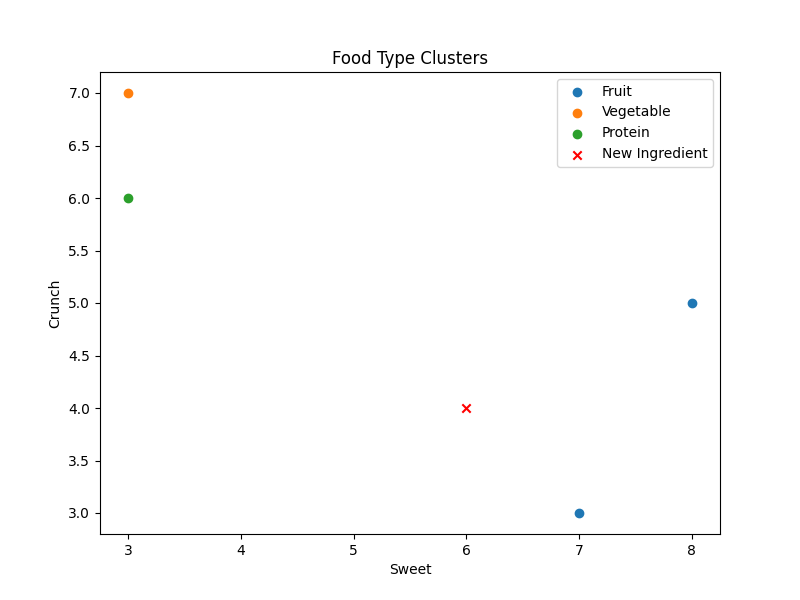 Food Type Clusters
Fruit
Vegetable
Protein
New Ingredient
7.0
6.5
6.0
5.5
5.0
4.5
4.0
3.5
3.0
Crunch
3 4 5 6 7 8
Sweet